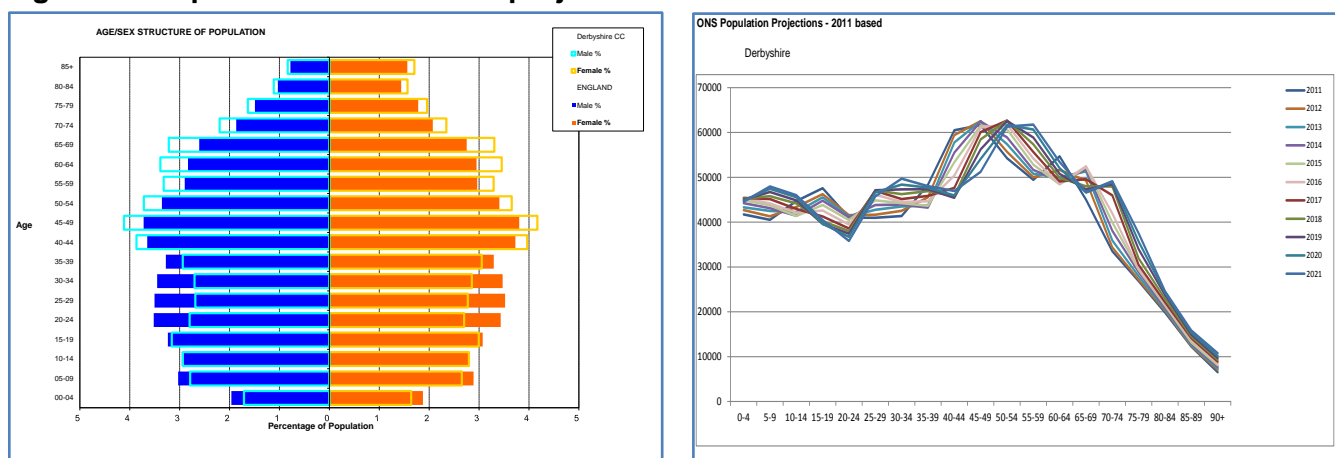 AGE/SEX STRUCTURE OF POPULATION
Derbyshire CC
Male %
Female %
ENGLAND
Male %
Female %
Age
85+
80-84
75-79
70-74
65-69
60-64
55-59
50-54
45-49
40-44
35-39
30-34
25-29
20-24
15-19
10-14
05-09
00-04
5 4 3 2 1 0 1 2 3 4 5
Percentage of Population
ONS Population Projections - 2011 based
Derbyshire
70000
60000
50000
40000
30000
20000
10000
0
0-4 5-9 10-14 15-19 20-24 25-29 30-34 35-39 40-44 45-49 50-54 55-59 60-64 65-69 70-74 75-79 80-84 85-89 90+
2011
2012
2013
2014
2015
2016
2017
2018
2019
2020
2021